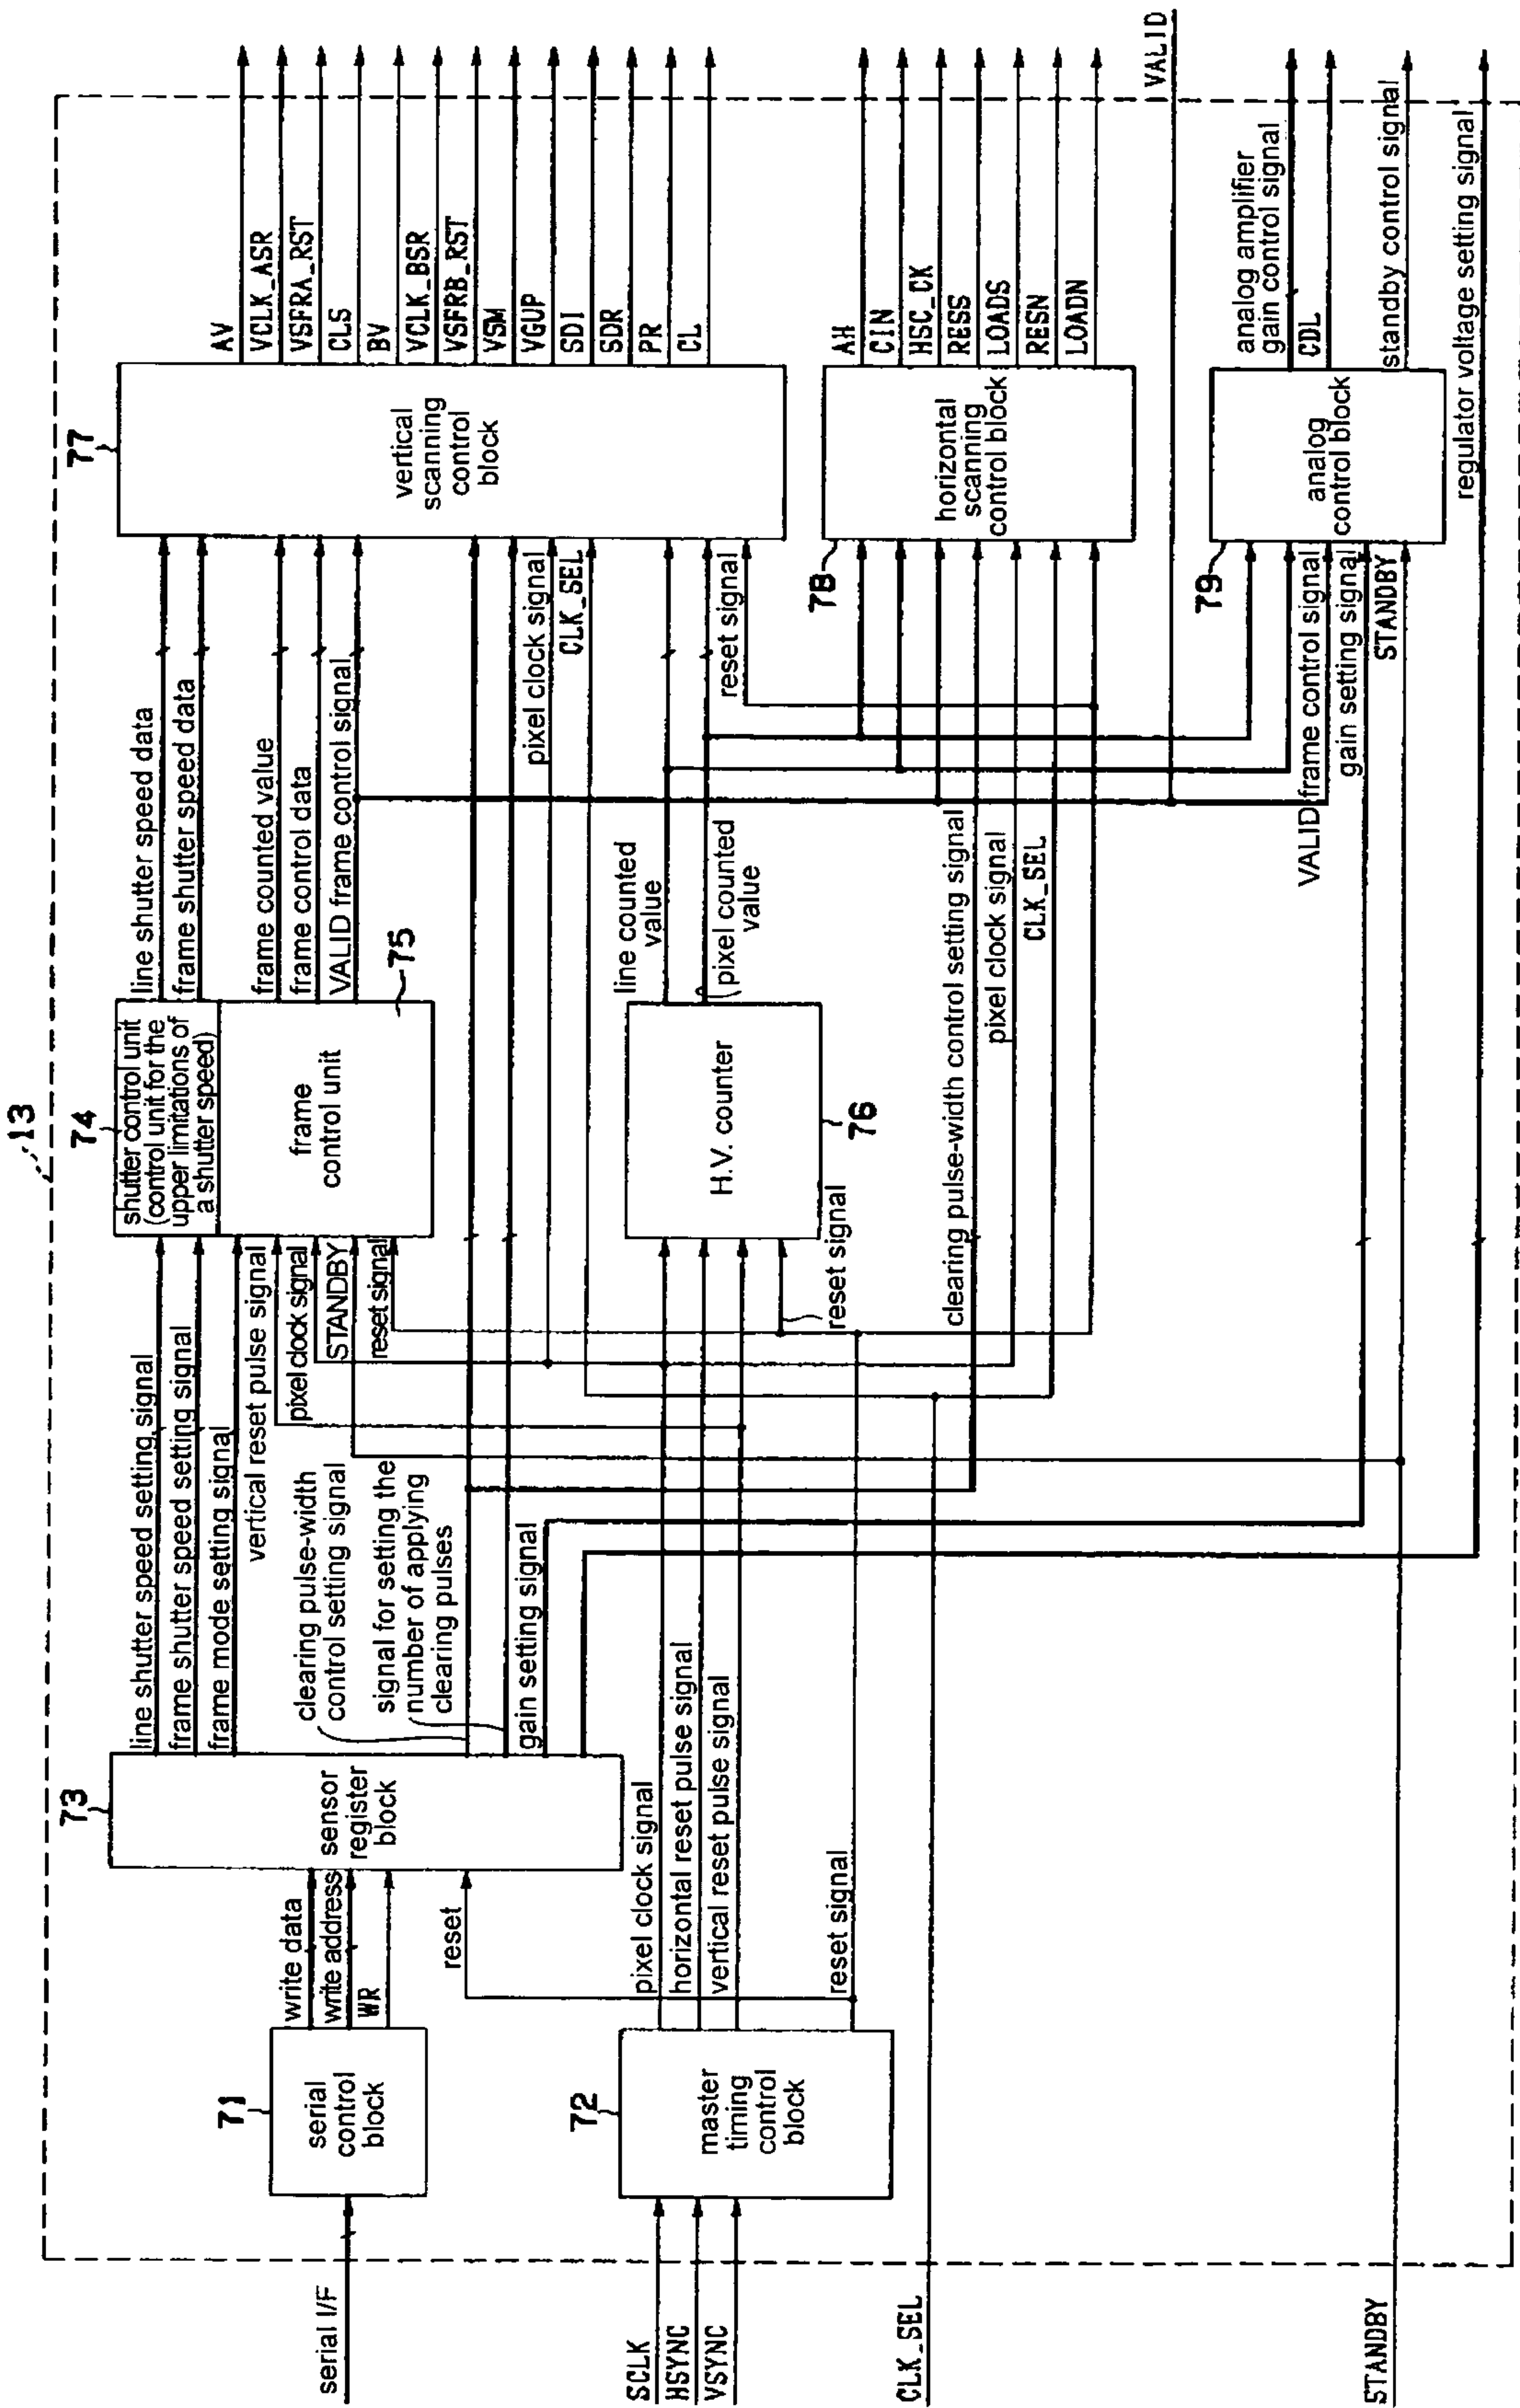 13
serial I/F
SCLK
HSYNC
VSYNC
CLK_SEL
STANDBY
71
serial
control
block
write data
write address
WR
72
master
timing
control
block
reset
pixel clock signal
horizontal reset pulse signal
vertical reset pulse signal
reset signal
73
sensor
register
block
line shutter speed setting signal
frame shutter speed setting signal
frame mode setting signal
vertical reset pulse signal
clearing pulse-width
control setting signal
signal for setting the
number of applying
clearing pulses
gain setting signal
pixel clock signal
STANDBY
reset signal
74
shutter control unit
(control unit for the
upper limitations of
a shutter speed)
frame
control unit
75
line shutter speed data
frame shutter speed data
frame counted value
frame control data
VALID frame control signal
H.V. counter
76
reset signal
line counted
value
pixel counted
value
clearing pulse-width control setting signal
pixel clock signal
CLK_SEL
pixel clock signal
CLK_SEL
reset signal
77
vertical
scanning
control
block
AV
VCLK_ASR
VSFRA_RST
CLS
BV
VCLK_BSR
VSFRB_RST
VSM
VGUP
SDI
SDR
PR
CL
78
horizontal
scanning
control block
AH
CIN
HSC_CK
RESS
LOADS
RESN
LOADN
VALID
79
VALID frame control signal
gain setting signal
STANDBY
analog
control block
analog amplifier
gain control signal
CDL
standby control signal
regulator voltage setting signal